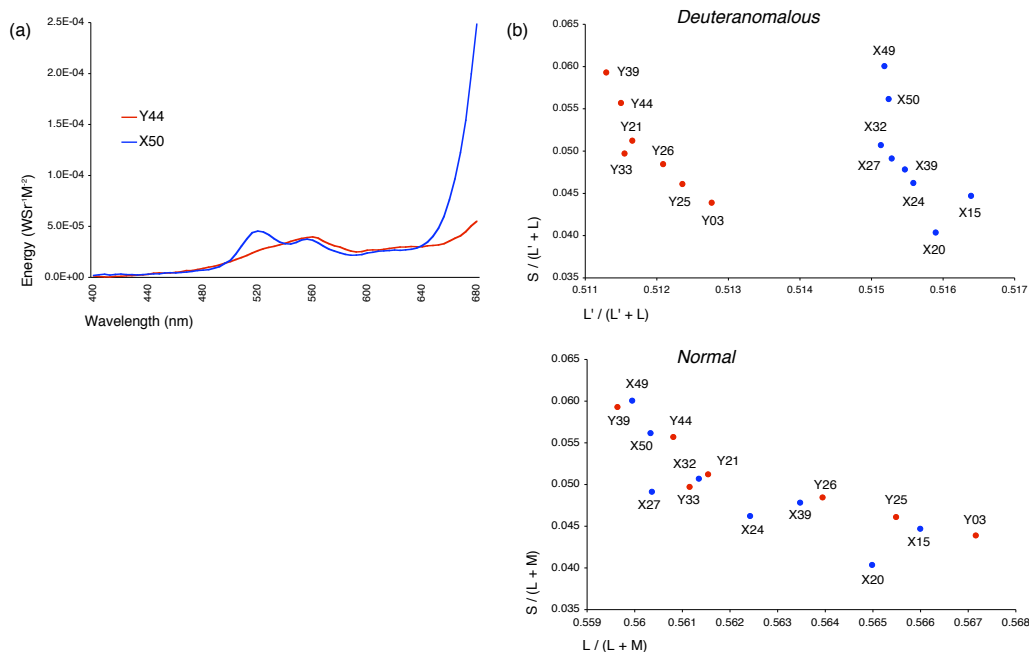 (a)
2.5E-04
2.0E-04
1.5E-04
1.0E-04
5.0E-05
0.0E+00
Energy (WSr⁻¹M⁻²)
Y44
X50
400
440
480
520
560
600
640
680
Wavelength (nm)
(b)
Deuteranomalous
0.065
0.060
0.055
0.050
0.045
0.040
0.035
S / (L' + L)
X49
Y39
Y44
X50
Y21
X32
Y26
Y33
X27
X39
Y25
X24
Y03
X15
X20
0.511
0.512
0.513
0.514
0.515
0.516
0.517
L' / (L' + L)
Normal
0.065
0.060
0.055
0.050
0.045
0.040
0.035
S / (L + M)
X49
Y39
Y44
X50
X32
Y21
Y33
X27
Y26
Y25
X39
X24
Y03
X15
X20
0.559
0.56
0.561
0.562
0.563
0.564
0.565
0.566
0.567
0.568
L / (L + M)